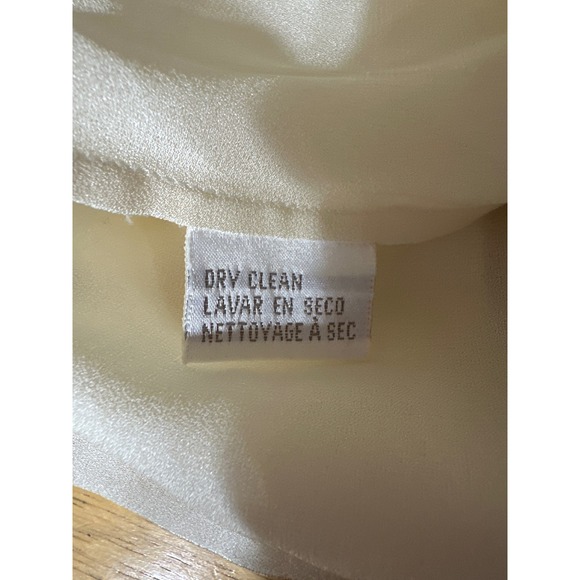 DRY CLEAN
LAVAR EN SECO
NETTOYAGE À SEC